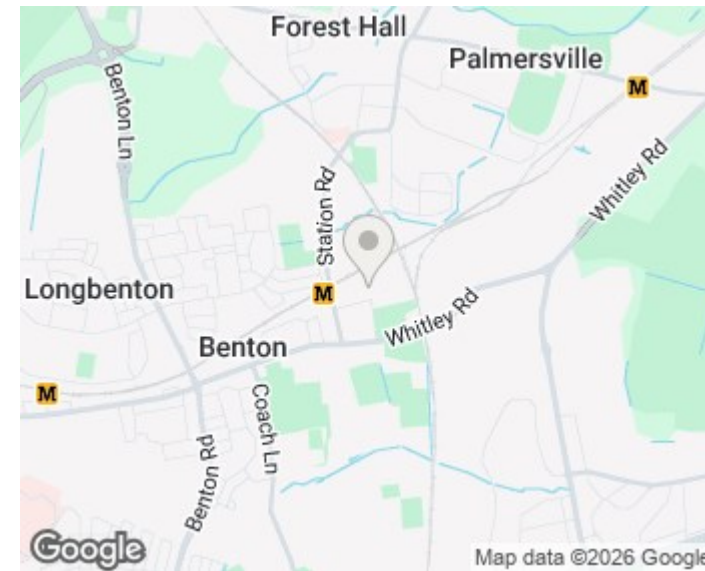 Forest Hall
Palmersville
M
Benton Ln
Whitley Rd
Station Rd
Longbenton
M
Whitley Rd
Benton
M
Coach Ln
Benton Rd
Google
Map data ©2026 Google